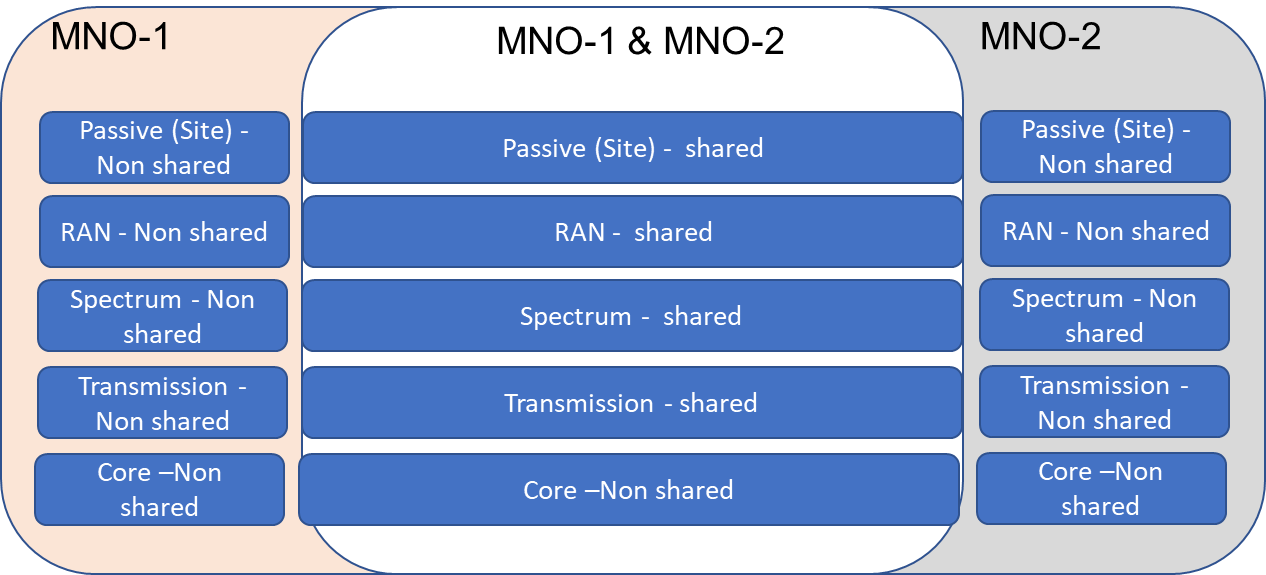 MNO-1
MNO-1 & MNO-2
MNO-2
Passive (Site) -
Non shared
Passive (Site) -  shared
Passive (Site) -
Non shared
RAN - Non shared
RAN -  shared
RAN - Non shared
Spectrum - Non
shared
Spectrum -  shared
Spectrum - Non
shared
Transmission -
Non shared
Transmission - shared
Transmission -
Non shared
Core –Non
shared
Core –Non shared
Core –Non
shared